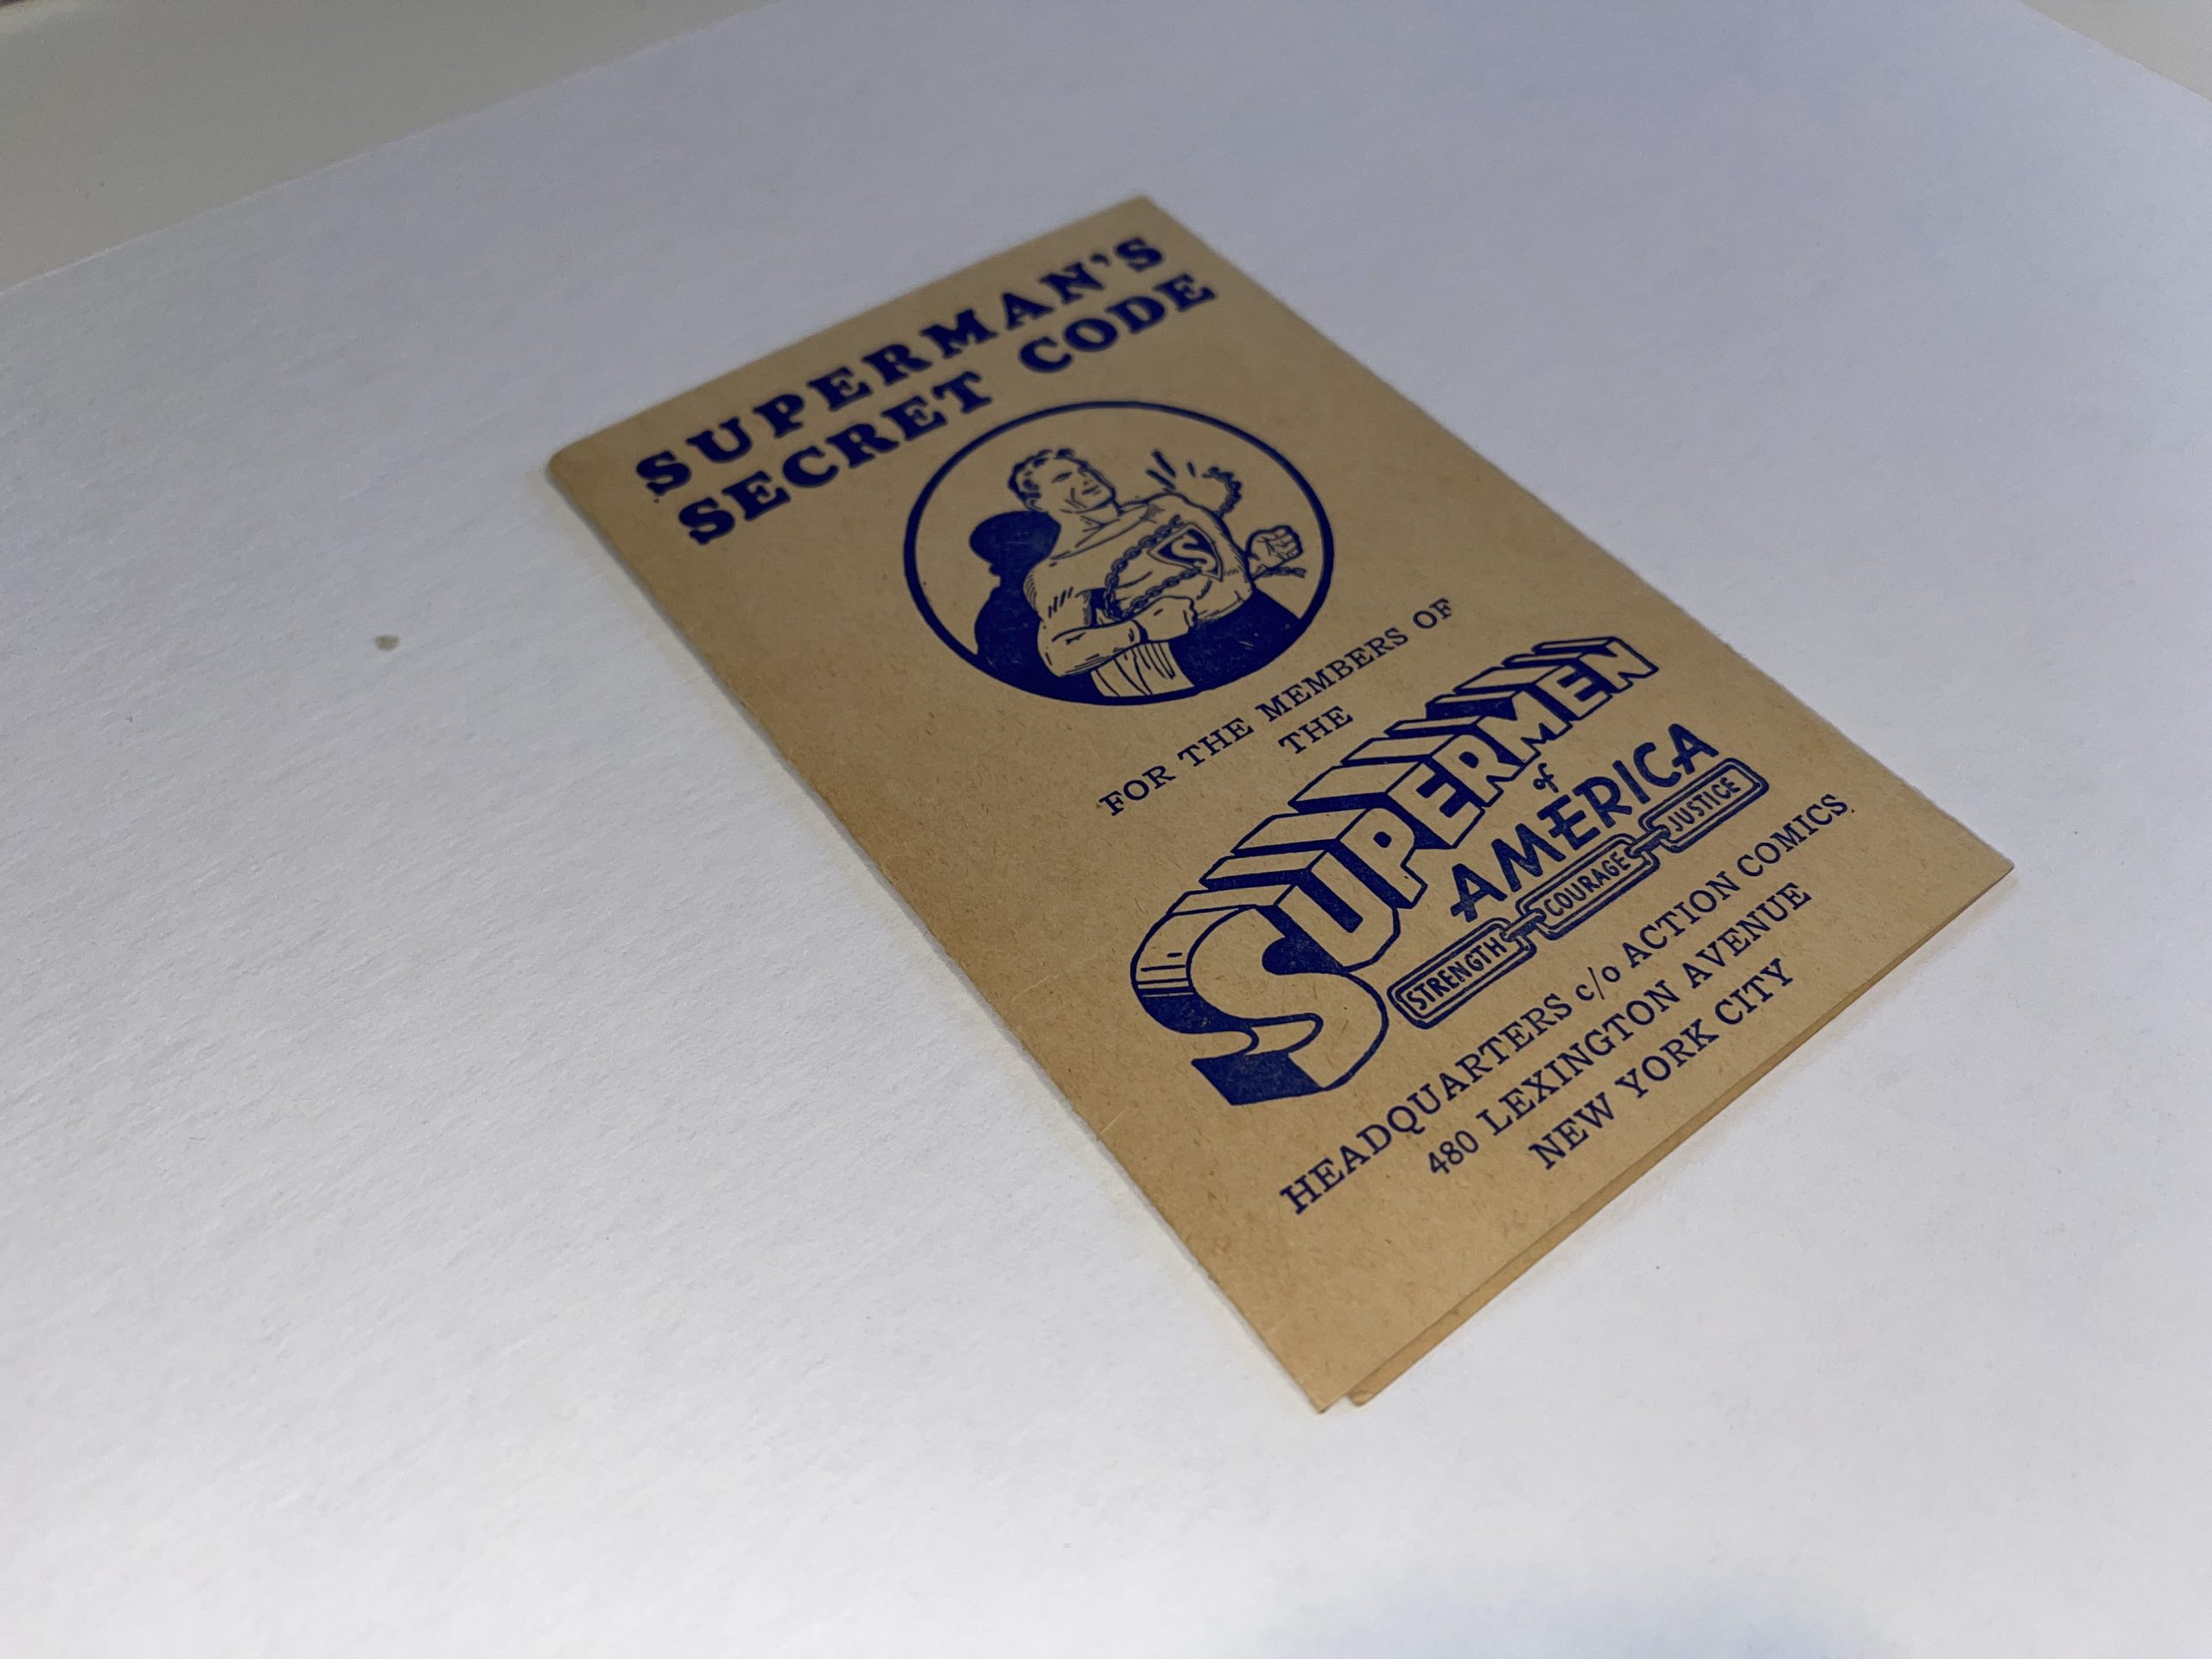 SUPERMAN'S
SECRET CODE
S
FOR THE MEMBERS OF
THE
SUPERMEN
of
AMERICA
STRENGTH COURAGE JUSTICE
HEADQUARTERS c/o ACTION COMICS
480 LEXINGTON AVENUE
NEW YORK CITY